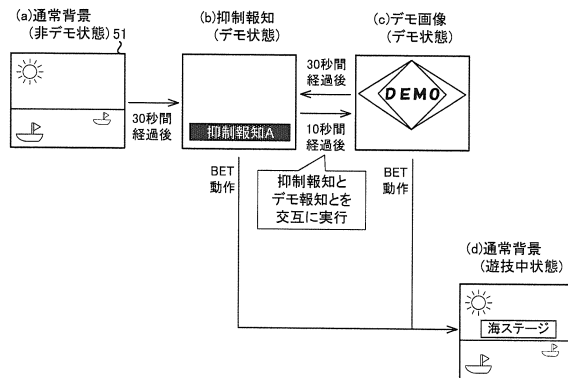 (a)通常背景
(非デモ状態)
51
(b)抑制報知
(デモ状態)
(c)デモ画像
(デモ状態)
30秒間
経過後
抑制報知A
30秒間
経過後
10秒間
経過後
DEMO
BET
動作
抑制報知と
デモ報知とを
交互に実行
BET
動作
(d)通常背景
(遊技中状態)
海ステージ